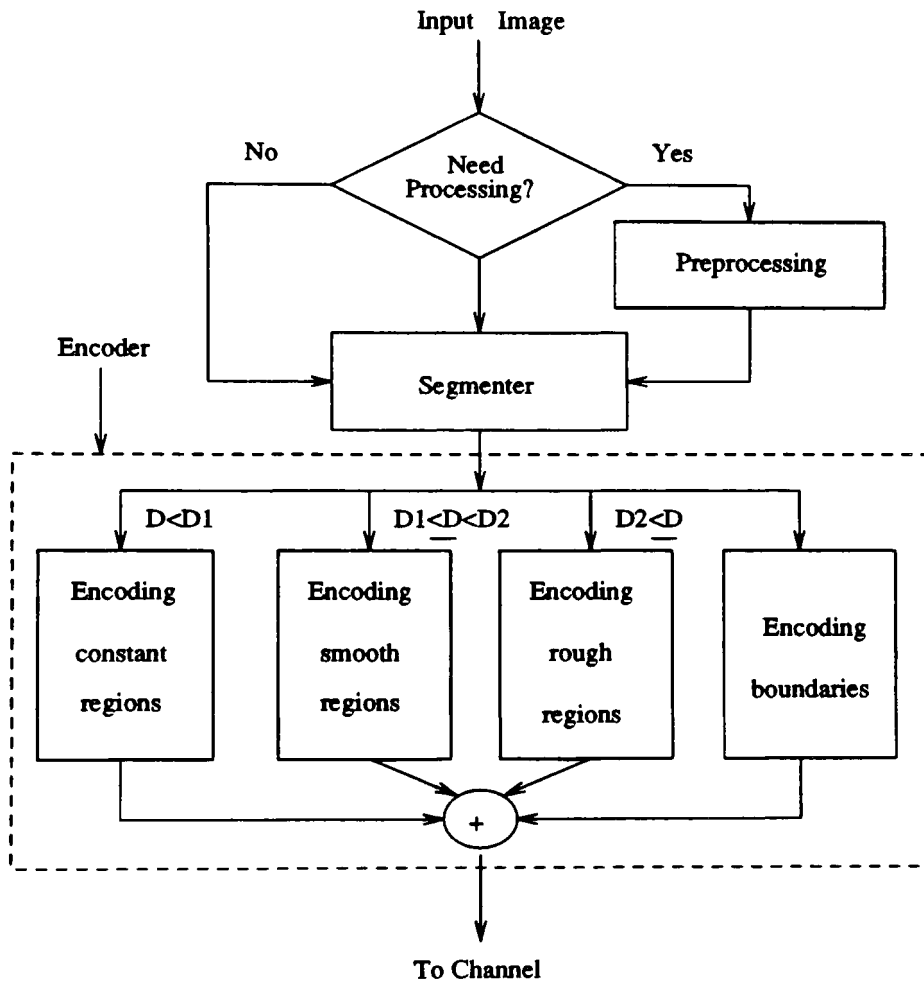 Input Image
No
Need
Processing?
Yes
Preprocessing
Encoder
Segmenter
D<D1
D1≤D<D2
D2≤D
Encoding
constant
regions
Encoding
smooth
regions
Encoding
rough
regions
Encoding
boundaries
+
To Channel